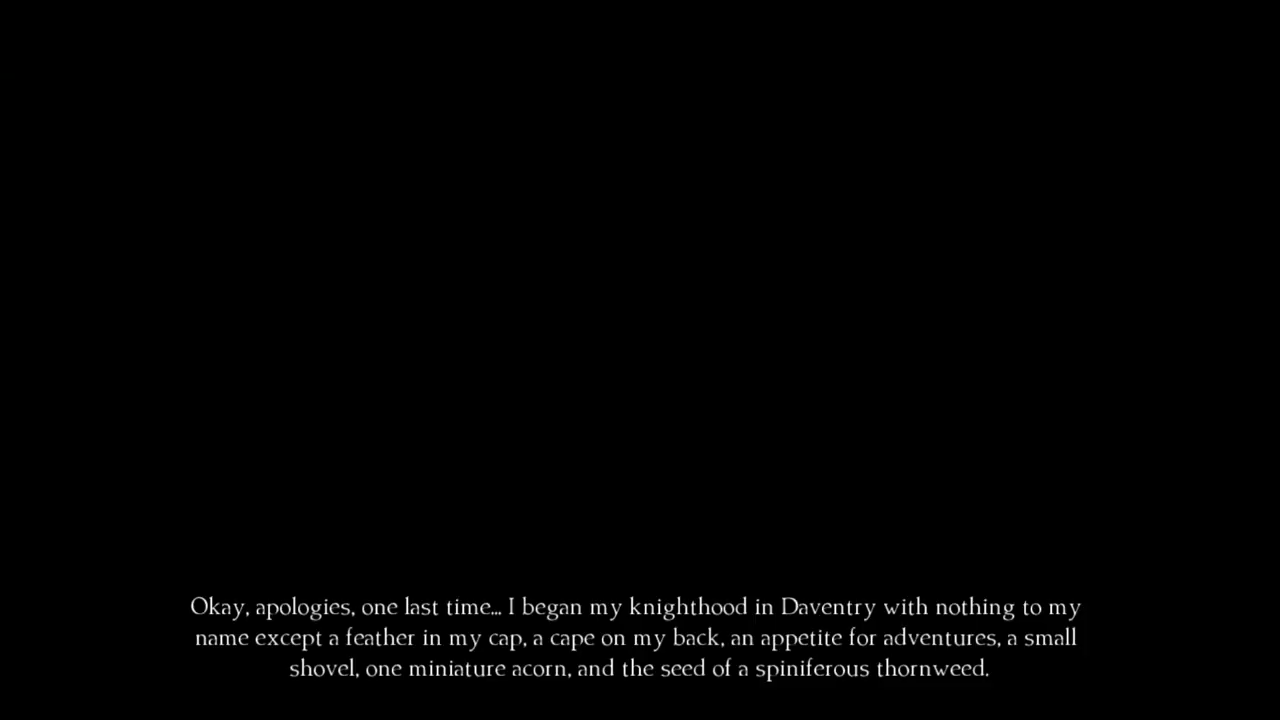 Okay, apologies, one last time... I began my knighthood in Daventry with nothing to my
name except a feather in my cap, a cape on my back, an appetite for adventures, a small
shovel, one miniature acorn, and the seed of a spiniferous thornweed.